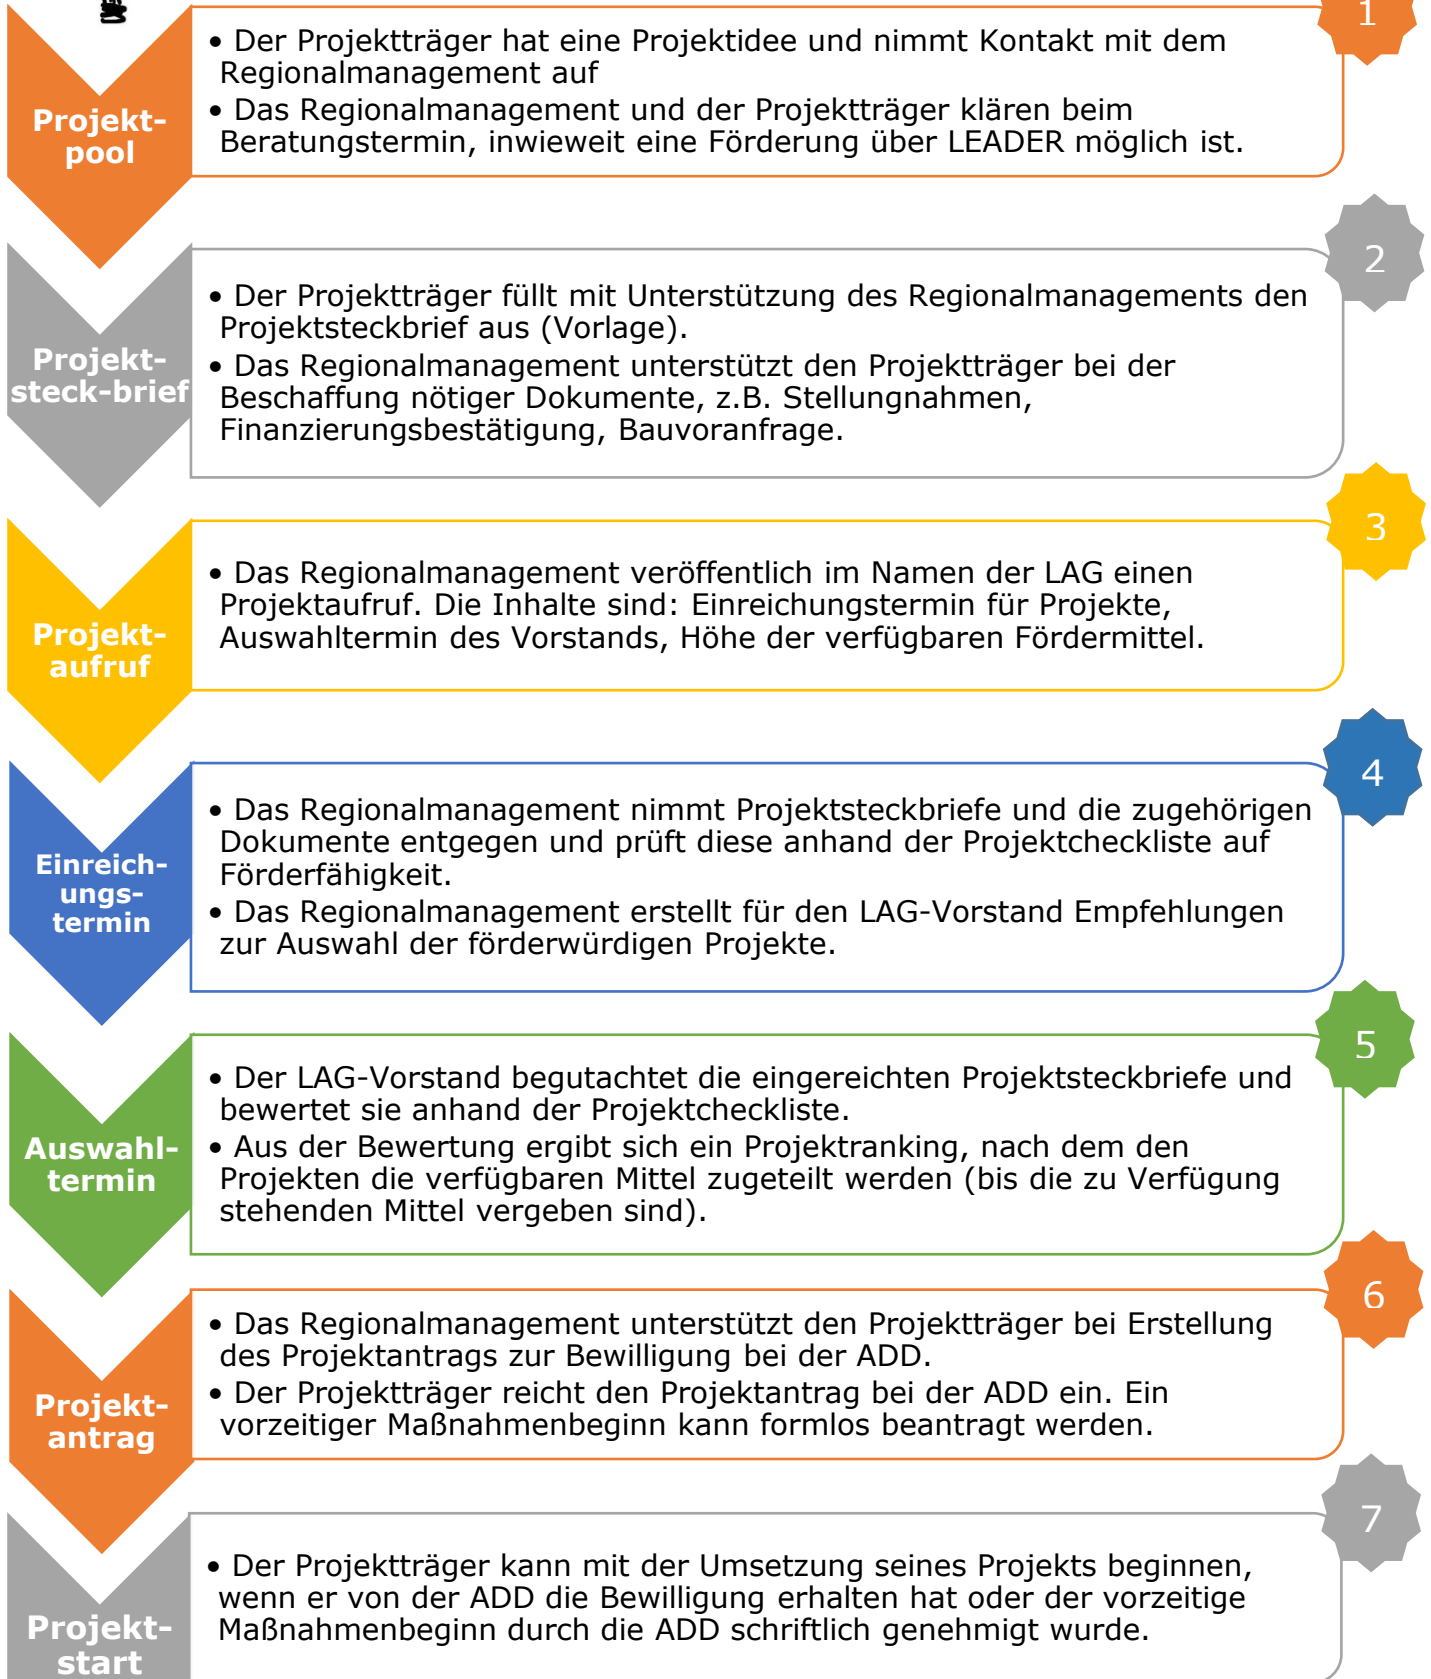 1
Projekt-
pool
• Der Projektträger hat eine Projektidee und nimmt Kontakt mit dem
Regionalmanagement auf
• Das Regionalmanagement und der Projektträger klären beim
Beratungstermin, inwieweit eine Förderung über LEADER möglich ist.
2
Projekt-
steck-brief
• Der Projektträger füllt mit Unterstützung des Regionalmanagements den
Projektsteckbrief aus (Vorlage).
• Das Regionalmanagement unterstützt den Projektträger bei der
Beschaffung nötiger Dokumente, z.B. Stellungnahmen,
Finanzierungsbestätigung, Bauvoranfrage.
3
Projekt-
aufruf
• Das Regionalmanagement veröffentlich im Namen der LAG einen
Projektaufruf. Die Inhalte sind: Einreichungstermin für Projekte,
Auswahltermin des Vorstands, Höhe der verfügbaren Fördermittel.
4
Einreich-
ungs-
termin
• Das Regionalmanagement nimmt Projektsteckbriefe und die zugehörigen
Dokumente entgegen und prüft diese anhand der Projektcheckliste auf
Förderfähigkeit.
• Das Regionalmanagement erstellt für den LAG-Vorstand Empfehlungen
zur Auswahl der förderwürdigen Projekte.
5
Auswahl-
termin
• Der LAG-Vorstand begutachtet die eingereichten Projektsteckbriefe und
bewertet sie anhand der Projektcheckliste.
• Aus der Bewertung ergibt sich ein Projektranking, nach dem den
Projekten die verfügbaren Mittel zugeteilt werden (bis die zu Verfügung
stehenden Mittel vergeben sind).
6
Projekt-
antrag
• Das Regionalmanagement unterstützt den Projektträger bei Erstellung
des Projektantrags zur Bewilligung bei der ADD.
• Der Projektträger reicht den Projektantrag bei der ADD ein. Ein
vorzeitiger Maßnahmenbeginn kann formlos beantragt werden.
7
Projekt-
start
• Der Projektträger kann mit der Umsetzung seines Projekts beginnen,
wenn er von der ADD die Bewilligung erhalten hat oder der vorzeitige
Maßnahmenbeginn durch die ADD schriftlich genehmigt wurde.